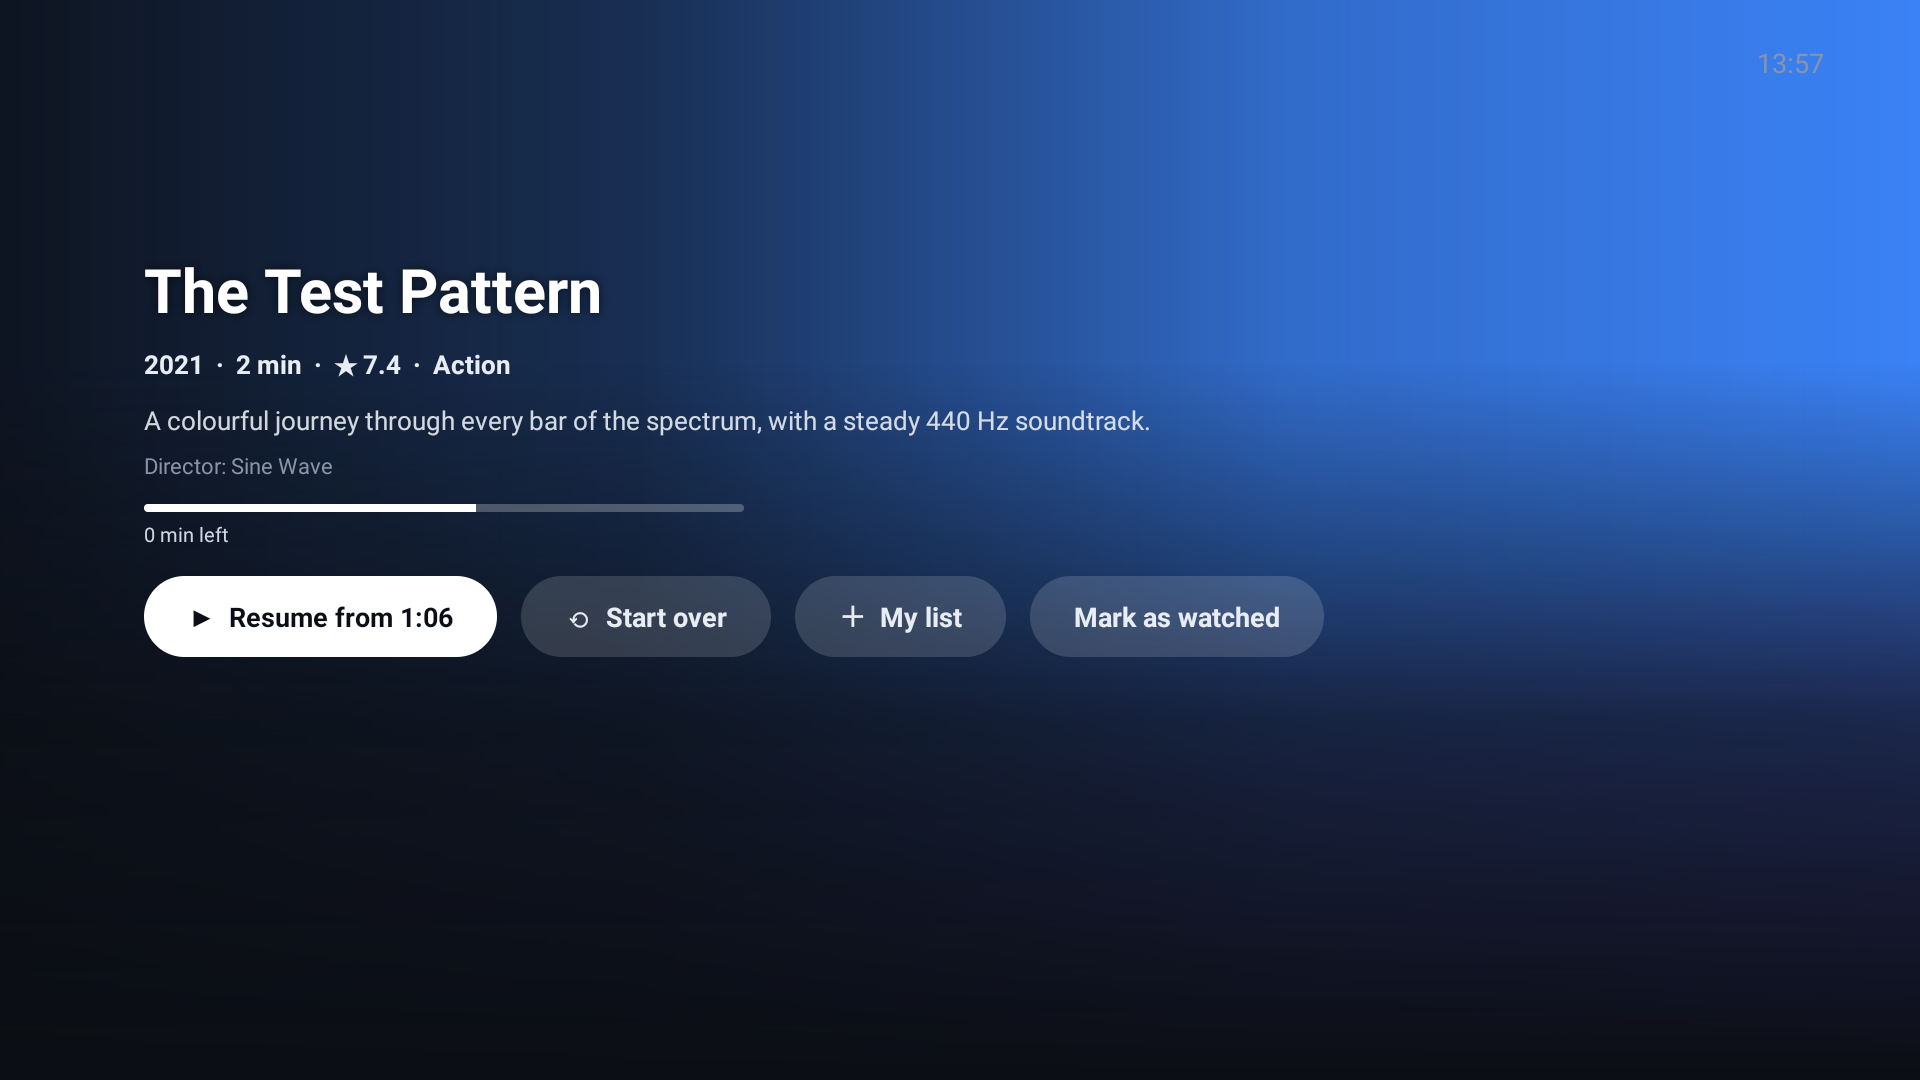 13:57
The Test Pattern
2021 · 2 min · ★ 7.4 · Action
A colourful journey through every bar of the spectrum, with a steady 440 Hz soundtrack.
Director: Sine Wave
0 min left
▶ Resume from 1:06
⟲ Start over
+ My list
Mark as watched